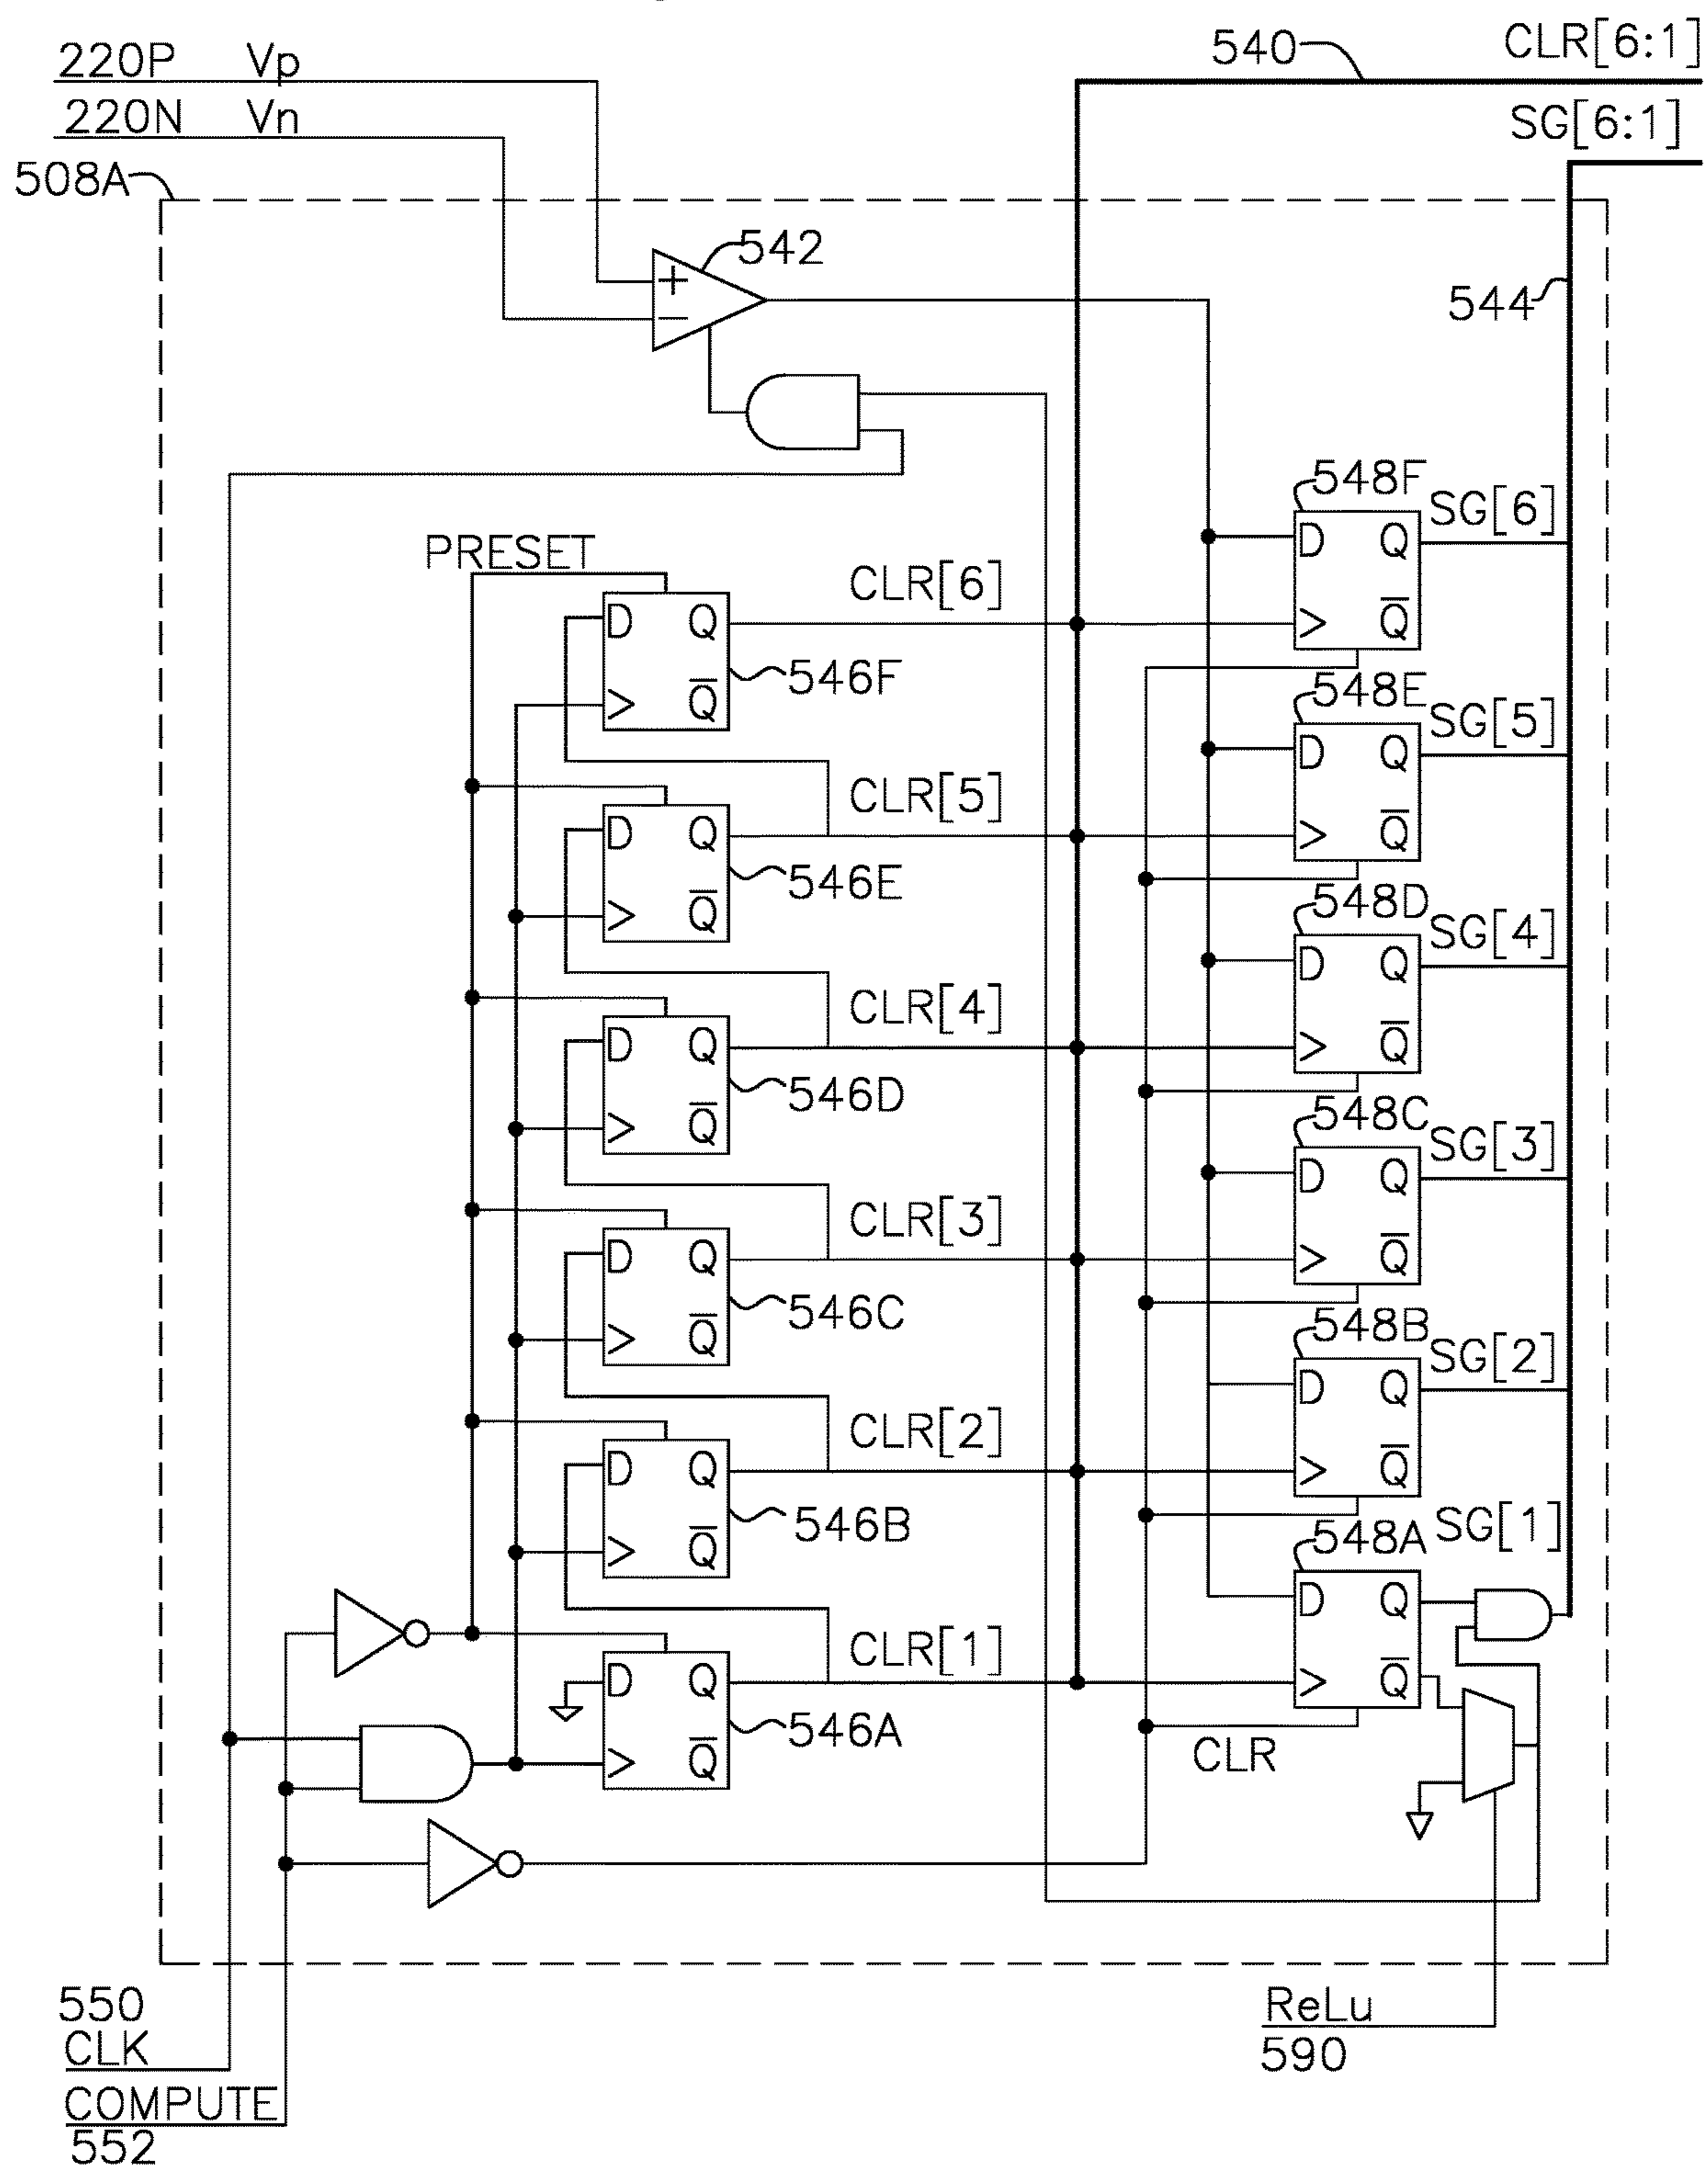 540 CLR[6:1]
220P Vp
220N Vn
SG[6:1]
508A
542
544
548F
D Q
Q
SG[6]
PRESET
D Q
Q
CLR[6]
546F
548E
D Q
Q
SG[5]
D Q
Q
CLR[5]
546E
548D
D Q
Q
SG[4]
D Q
Q
CLR[4]
546D
548C
D Q
Q
SG[3]
D Q
Q
CLR[3]
546C
548B
D Q
Q
SG[2]
D Q
Q
CLR[2]
546B
548A
D Q
Q
SG[1]
D Q
Q
CLR[1]
546A
CLR
550
CLK
COMPUTE
552
ReLu
590